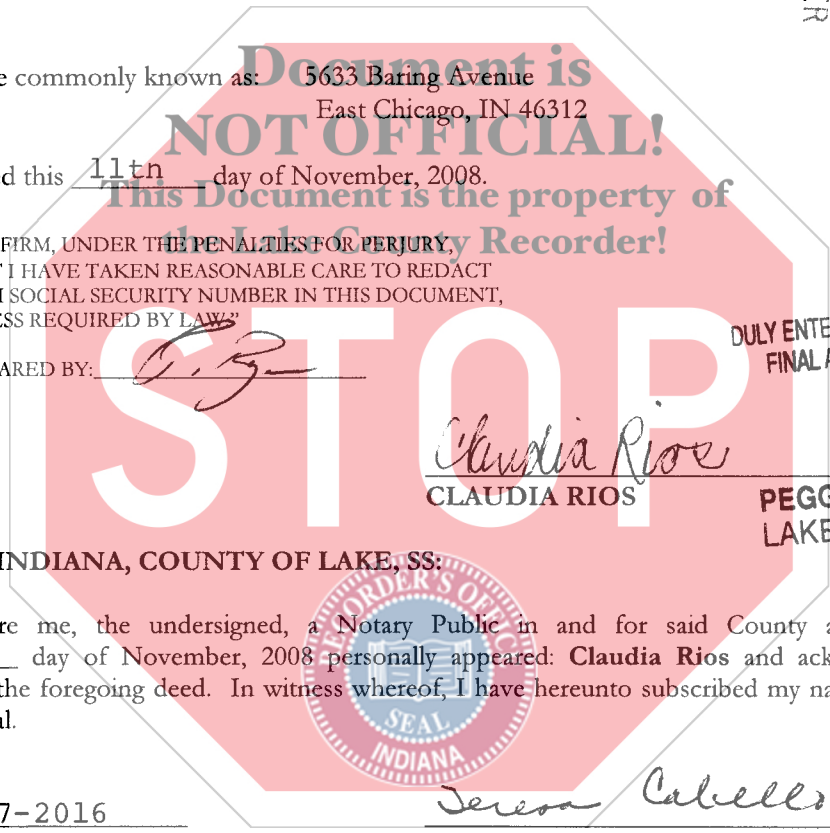 e commonly known as: 5633 Baring Avenue
East Chicago, IN 46312
Document is
NOT OFFICIAL!
This Document is the property of
the Lake County Recorder!
d this 11th day of November, 2008.
FIRM, UNDER THE PENALTIES FOR PERJURY,
I HAVE TAKEN REASONABLE CARE TO REDACT
SOCIAL SECURITY NUMBER IN THIS DOCUMENT,
SS REQUIRED BY LAW."
ARED BY:
STOP
DULY ENTE
FINAL A
Claudia Rios
CLAUDIA RIOS
PEGG
LAKE
INDIANA, COUNTY OF LAKE, SS:
RECORDER'S OFFICE
SEAL
INDIANA
re me, the undersigned, a Notary Public in and for said County a
day of November, 2008 personally appeared: Claudia Rios and ack
the foregoing deed. In witness whereof, I have hereunto subscribed my na
al.
7-2016
Teresa Cabello